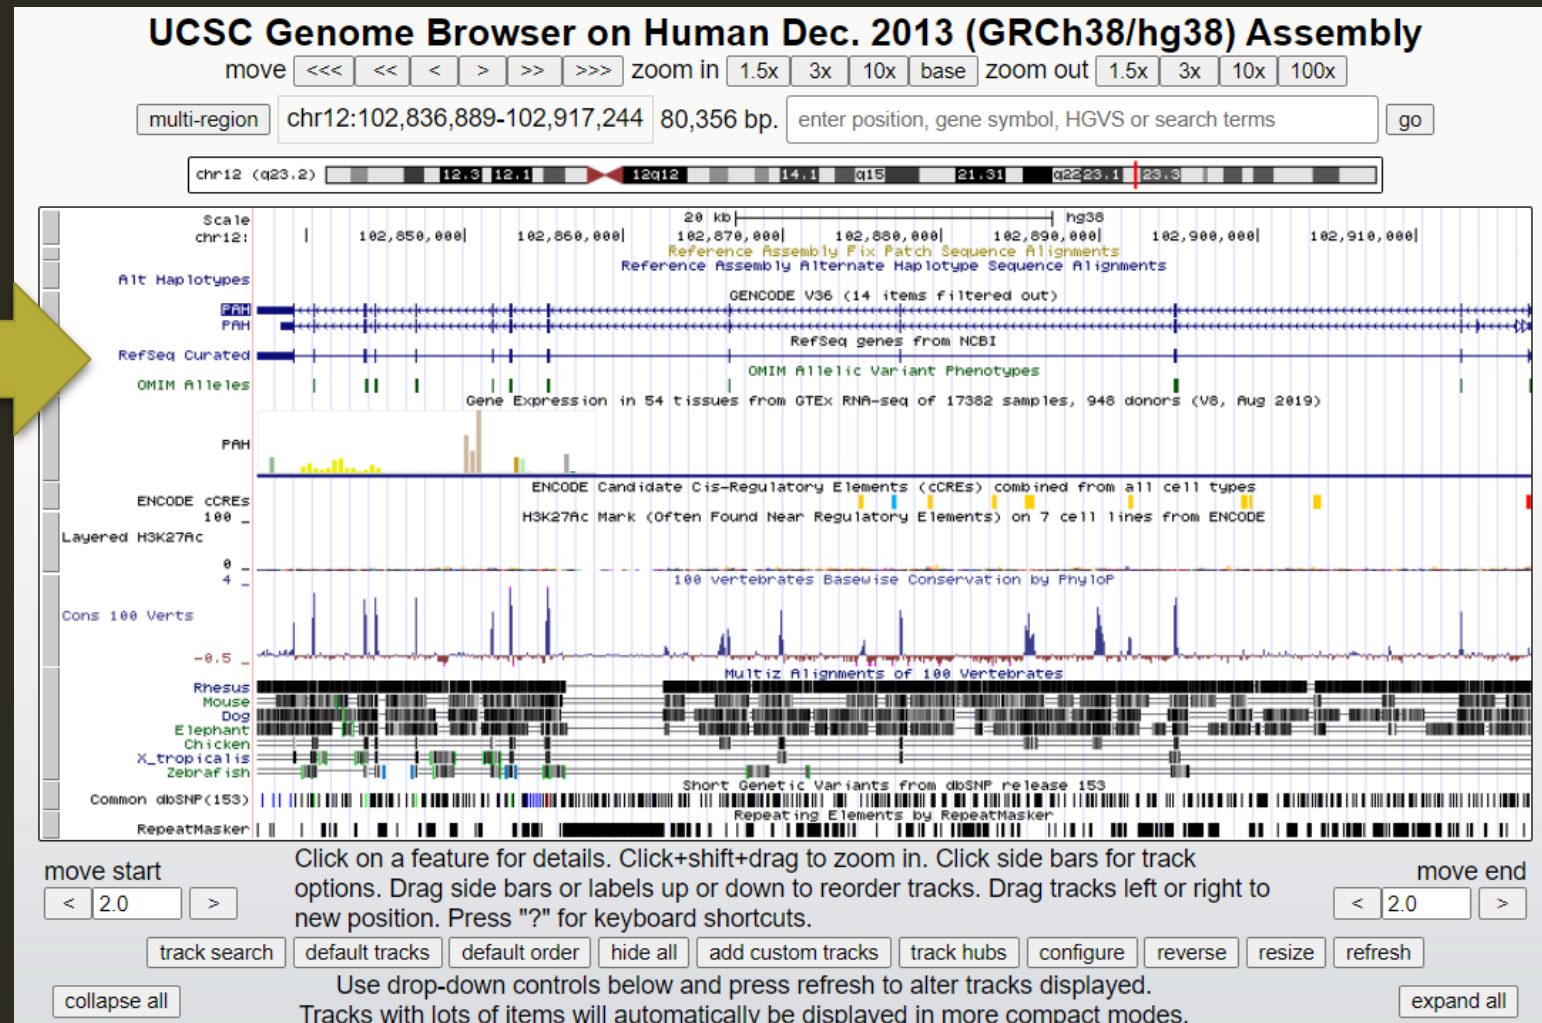 UCSC Genome Browser on Human Dec. 2013 (GRCh38/hg38) Assembly
move <<< << < > >> >>> zoom in 1.5x 3x 10x base zoom out 1.5x 3x 10x 100x
multi-region chr12:102,836,889-102,917,244 80,356 bp. enter position, gene symbol, HGVS or search terms go
chr12 (q23.2) 12.3 12.1 12q12 14.1 q15 21.31 q22 23.1 23.3
Scale 20 kb hg38
chr12: 102,850,000 102,860,000 102,870,000 102,880,000 102,890,000 102,900,000 102,910,000
Reference Assembly Fix Patch Sequence Alignments
Reference Assembly Alternate Haplotype Sequence Alignments
Alt Haplotypes
GENCODE V36 (14 items filtered out)
PAH
PAH
RefSeq genes from NCBI
RefSeq Curated
OMIM Allelic Variant Phenotypes
OMIM Alleles
Gene Expression in 54 tissues from GTEx RNA-seq of 17382 samples, 948 donors (V8, Aug 2019)
PAH
ENCODE Candidate Cis-Regulatory Elements (cCREs) combined from all cell types
ENCODE cCREs
H3K27Ac Mark (Often Found Near Regulatory Elements) on 7 cell lines from ENCODE
100 _
Layered H3K27Ac
0 _
100 vertebrates Basewise Conservation by PhyloP
4 _
Cons 100 Verts
-0.5 _
Multiz Alignments of 100 Vertebrates
Rhesus
Mouse
Dog
Elephant
Chicken
X_tropicalis
Zebrafish
Short Genetic Variants from dbSNP release 153
Common dbSNP(153)
Repeating Elements by RepeatMasker
RepeatMasker
move start
< 2.0 >
Click on a feature for details. Click+shift+drag to zoom in. Click side bars for track
options. Drag side bars or labels up or down to reorder tracks. Drag tracks left or right to
new position. Press "?" for keyboard shortcuts.
move end
< 2.0 >
track search default tracks default order hide all add custom tracks track hubs configure reverse resize refresh
collapse all
Use drop-down controls below and press refresh to alter tracks displayed.
Tracks with lots of items will automatically be displayed in more compact modes.
expand all